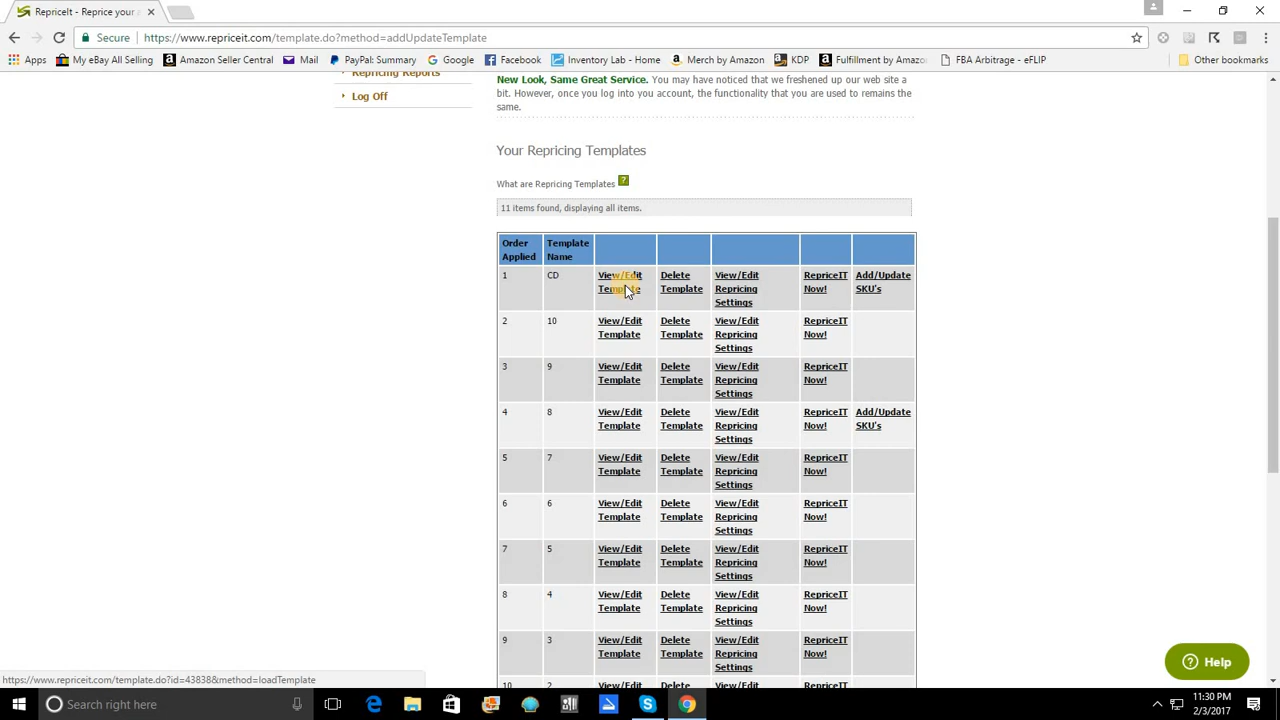 RepriceIt - Reprice your a
Secure
https://www.repriceit.com/template.do?method=addUpdateTemplate
Apps My eBay All Selling Amazon Seller Central Mail PayPal: Summary Google Facebook Inventory Lab - Home Merch by Amazon KDP Fulfillment by Amazo FBA Arbitrage - eFLIP Other bookmarks
Repricing Reports
Log Off
New Look, Same Great Service. You may have noticed that we freshened up our web site a
bit. However, once you log into you account, the functionality that you are used to remains the
same.
Your Repricing Templates
What are Repricing Templates ?
11 items found, displaying all items.
Order Applied Template Name
1 CD View/Edit Template Delete Template View/Edit Repricing Settings RepriceIT Now! Add/Update SKU's
2 10 View/Edit Template Delete Template View/Edit Repricing Settings RepriceIT Now!
3 9 View/Edit Template Delete Template View/Edit Repricing Settings RepriceIT Now!
4 8 View/Edit Template Delete Template View/Edit Repricing Settings RepriceIT Now! Add/Update SKU's
5 7 View/Edit Template Delete Template View/Edit Repricing Settings RepriceIT Now!
6 6 View/Edit Template Delete Template View/Edit Repricing Settings RepriceIT Now!
7 5 View/Edit Template Delete Template View/Edit Repricing Settings RepriceIT Now!
8 4 View/Edit Template Delete Template View/Edit Repricing Settings RepriceIT Now!
9 3 View/Edit Template Delete Template View/Edit Repricing Settings RepriceIT Now!
10 2 View/Edit Delete View/Edit RepriceIT
? Help
https://www.repriceit.com/template.do?id=43838&method=loadTemplate
Search right here
11:30 PM
2/3/2017